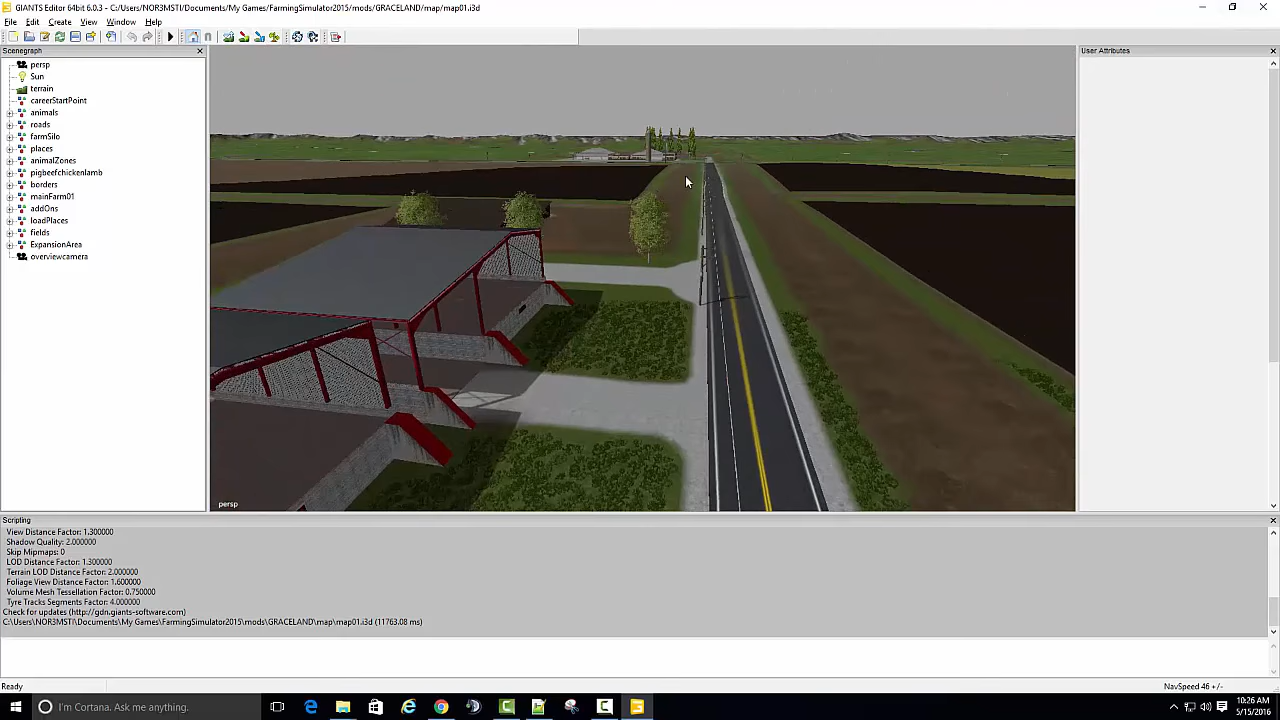 GIANTS Editor 64bit 6.0.3 - C:/Users/NOR3MSTI/Documents/My Games/FarmingSimulator2015/mods/GRACELAND/map/map01.i3d
File Edit Create View Window Help
Scenegraph
User Attributes
persp
Sun
terrain
careerStartPoint
animals
roads
farmSilo
places
animalZones
pigbeefchickenlamb
borders
mainFarm01
addOns
loadPlaces
fields
ExpansionArea
overviewcamera
persp
Scripting
View Distance Factor: 1.300000
Shadow Quality: 2.000000
Skip Mipmaps: 0
LOD Distance Factor: 1.300000
Terrain LOD Distance Factor: 2.000000
Foliage View Distance Factor: 1.600000
Volume Mesh Tessellation Factor: 0.750000
Tyre Tracks Segments Factor: 4.000000
Check for updates (http://gdn.giants-software.com)
C:\Users\NOR3MSTI\Documents\My Games\FarmingSimulator2015\mods\GRACELAND\map\map01.i3d (11763.08 ms)
Ready
NavSpeed 46 +/-
I'm Cortana. Ask me anything.
10:26 AM
5/15/2016